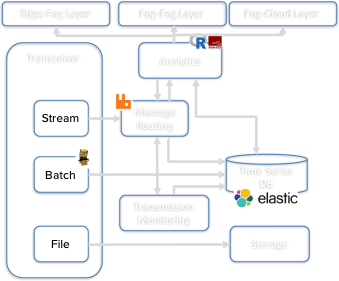 Edge-Fog Layer
Fog-Fog Layer
Fog-Cloud Layer
Transceiver
Analytics
R
Stream
Message
Routing
Batch
Time Series
DB
elastic
Transmission
Monitoring
File
Storage